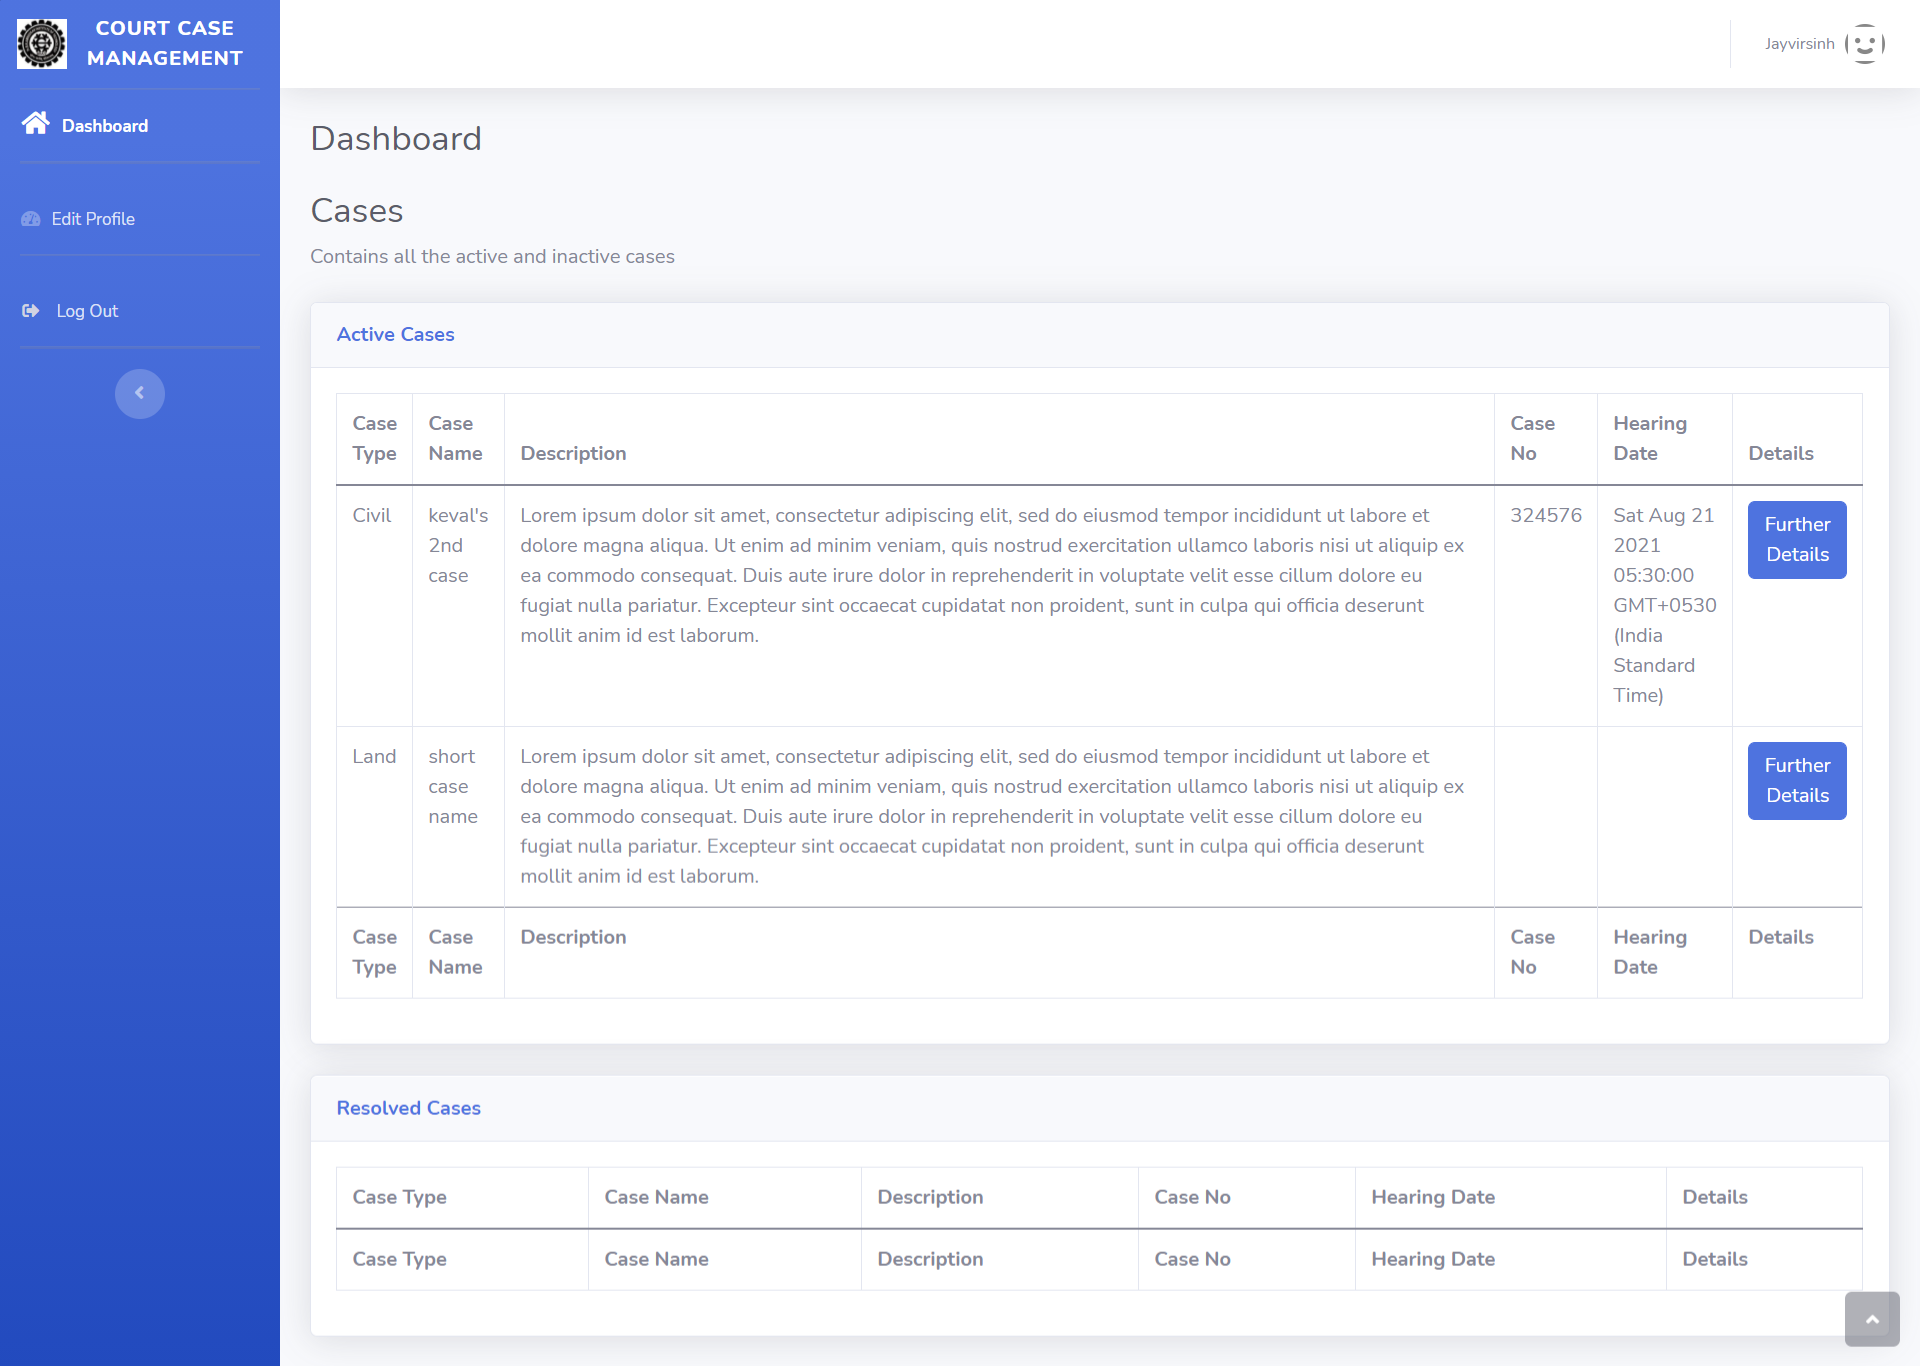 COURT CASE
MANAGEMENT
Jayvirsinh
Dashboard
Edit Profile
Log Out
Dashboard
Cases
Contains all the active and inactive cases
Active Cases
Case Type Case Name Description Case No Hearing Date Details
Civil keval's 2nd case
Lorem ipsum dolor sit amet, consectetur adipiscing elit, sed do eiusmod tempor incididunt ut labore et
dolore magna aliqua. Ut enim ad minim veniam, quis nostrud exercitation ullamco laboris nisi ut aliquip ex
ea commodo consequat. Duis aute irure dolor in reprehenderit in voluptate velit esse cillum dolore eu
fugiat nulla pariatur. Excepteur sint occaecat cupidatat non proident, sunt in culpa qui officia deserunt
mollit anim id est laborum.
324576
Sat Aug 21
2021
05:30:00
GMT+0530
(India
Standard
Time)
Further
Details
Land short case name
Lorem ipsum dolor sit amet, consectetur adipiscing elit, sed do eiusmod tempor incididunt ut labore et
dolore magna aliqua. Ut enim ad minim veniam, quis nostrud exercitation ullamco laboris nisi ut aliquip ex
ea commodo consequat. Duis aute irure dolor in reprehenderit in voluptate velit esse cillum dolore eu
fugiat nulla pariatur. Excepteur sint occaecat cupidatat non proident, sunt in culpa qui officia deserunt
mollit anim id est laborum.
Further
Details
Case Type Case Name Description Case No Hearing Date Details
Resolved Cases
Case Type Case Name Description Case No Hearing Date Details
Case Type Case Name Description Case No Hearing Date Details